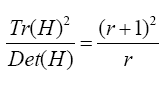 Tr(H)²/Det(H) = (r+1)²/r